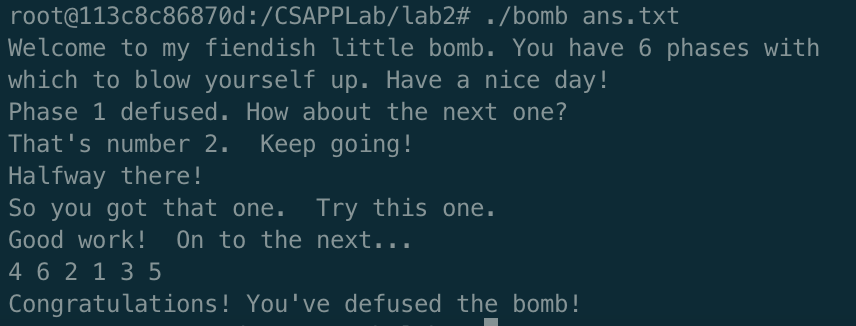 root@113c8c86870d:/CSAPPLab/lab2# ./bomb ans.txt
Welcome to my fiendish little bomb. You have 6 phases with
which to blow yourself up. Have a nice day!
Phase 1 defused. How about the next one?
That's number 2.  Keep going!
Halfway there!
So you got that one.  Try this one.
Good work!  On to the next...
4 6 2 1 3 5
Congratulations! You've defused the bomb!